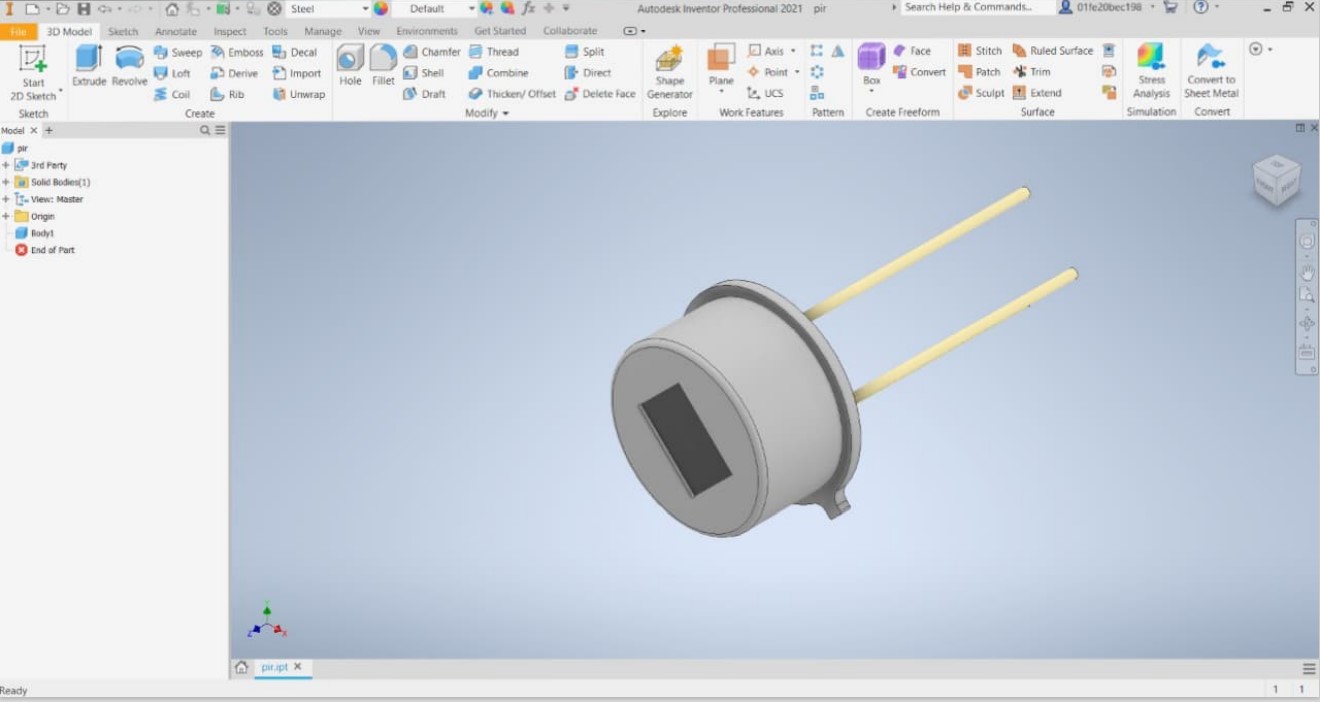 Steel Default Autodesk Inventor Professional 2021 pir Search Help & Commands... 01fe20bec198
File 3D Model Sketch Annotate Inspect Tools Manage View Environments Get Started Collaborate
Start
2D Sketch
Extrude Revolve
Sweep Emboss Decal
Loft Derive Import
Coil Rib Unwrap
Hole Fillet
Chamfer Thread Split
Shell Combine Direct
Draft Thicken/ Offset Delete Face
Shape
Generator
Plane
Axis
Point
UCS
Box
Face
Convert
Stitch Ruled Surface
Patch Trim
Sculpt Extend
Stress
Analysis
Convert to
Sheet Metal
Sketch Create Modify Explore Work Features Pattern Create Freeform Surface Simulation Convert
Model
pir
3rd Party
Solid Bodies(1)
View: Master
Origin
Body1
End of Part
TOP
FRONT RIGHT
Y
Z X
pir.ipt
Ready 1 1